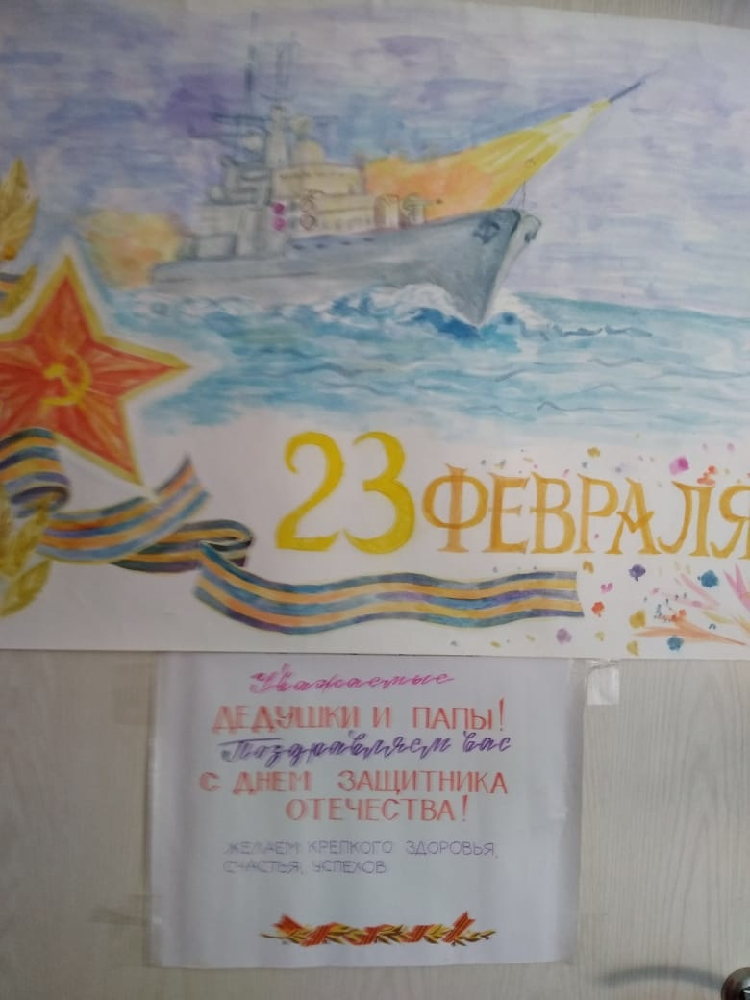 23 ФЕВРАЛЯ
Уважаемые
ДЕДУШКИ И ПАПЫ!
Поздравляем вас
С ДНЕМ ЗАЩИТНИКА
ОТЕЧЕСТВА!
ЖЕЛАЕМ КРЕПКОГО ЗДОРОВЬЯ,
СЧАСТЬЯ, УСПЕХОВ